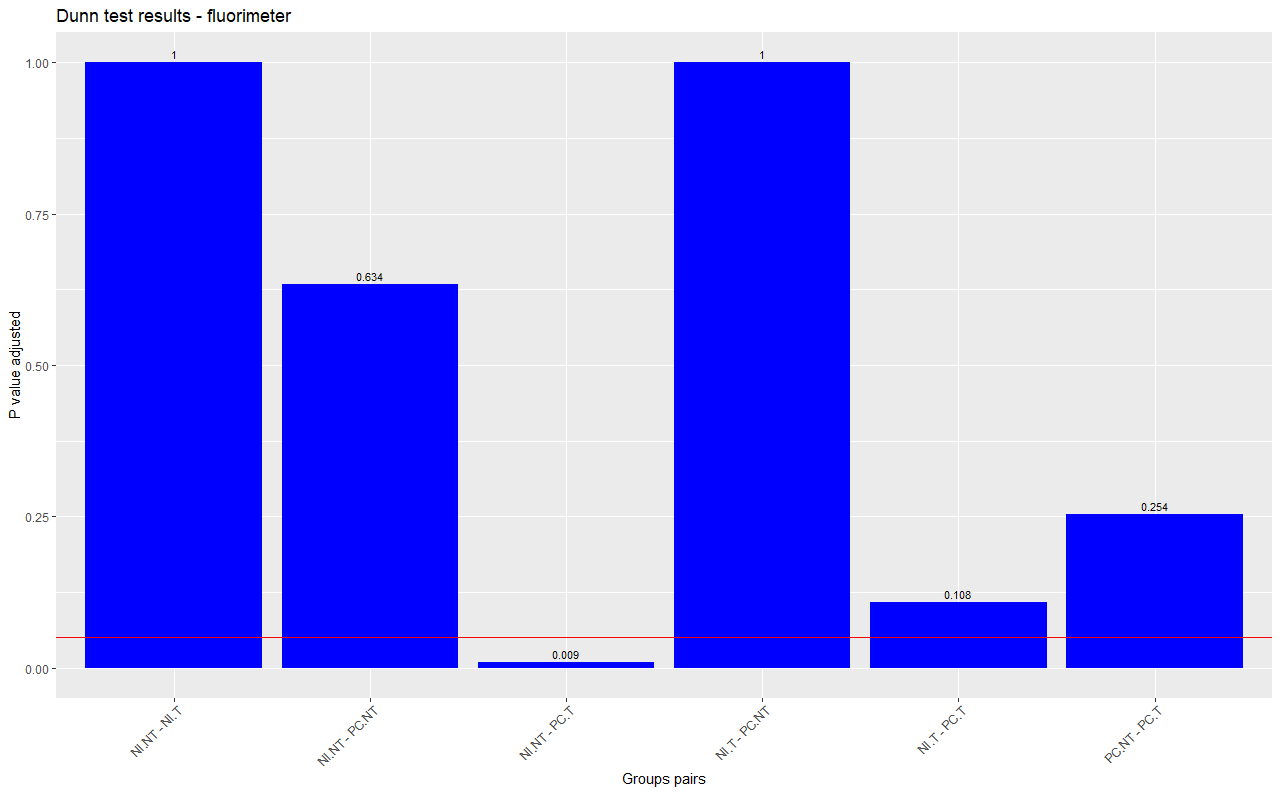 Dunn test results - fluorimeter
P value adjusted
1.00
0.75
0.50
0.25
0.00
1
0.634
0.009
1
0.108
0.254
NI.NT - NI.T
NI.NT - PC.NT
NI.NT - PC.T
NI.T - PC.NT
NI.T - PC.T
PC.NT - PC.T
Groups pairs